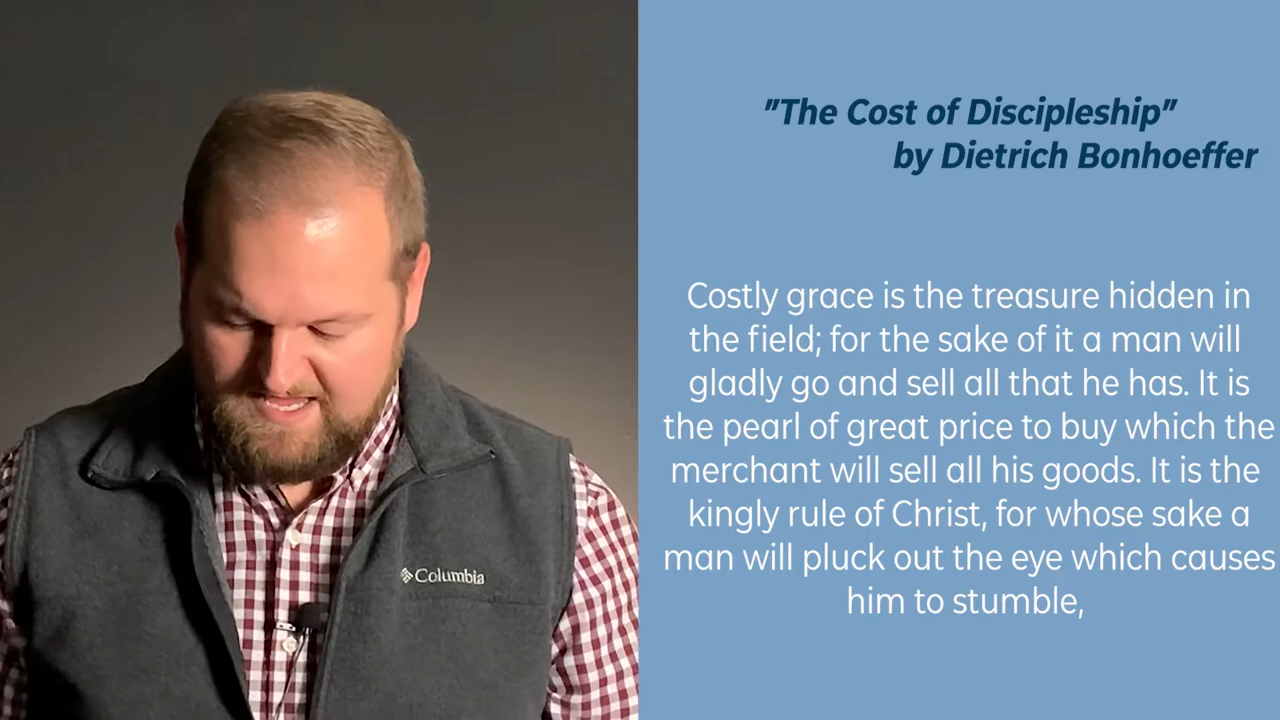 "The Cost of Discipleship"
by Dietrich Bonhoeffer
Costly grace is the treasure hidden in
the field; for the sake of it a man will
gladly go and sell all that he has. It is
the pearl of great price to buy which the
merchant will sell all his goods. It is the
kingly rule of Christ, for whose sake a
man will pluck out the eye which causes
him to stumble,
Columbia